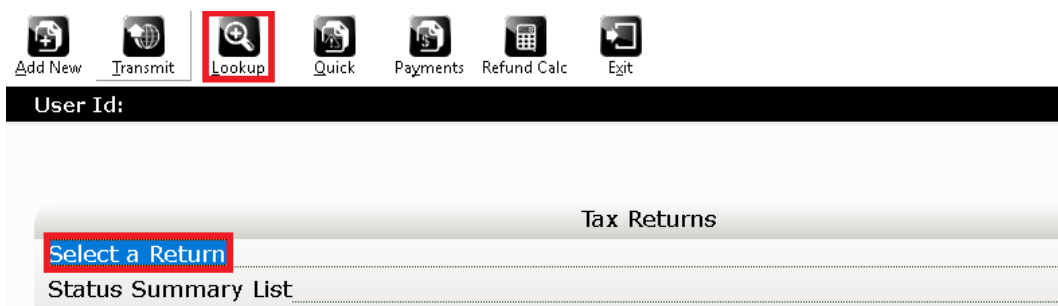 Add New Transmit Lookup Quick Payments Refund Calc Exit
User Id:
Tax Returns
Select a Return
Status Summary List